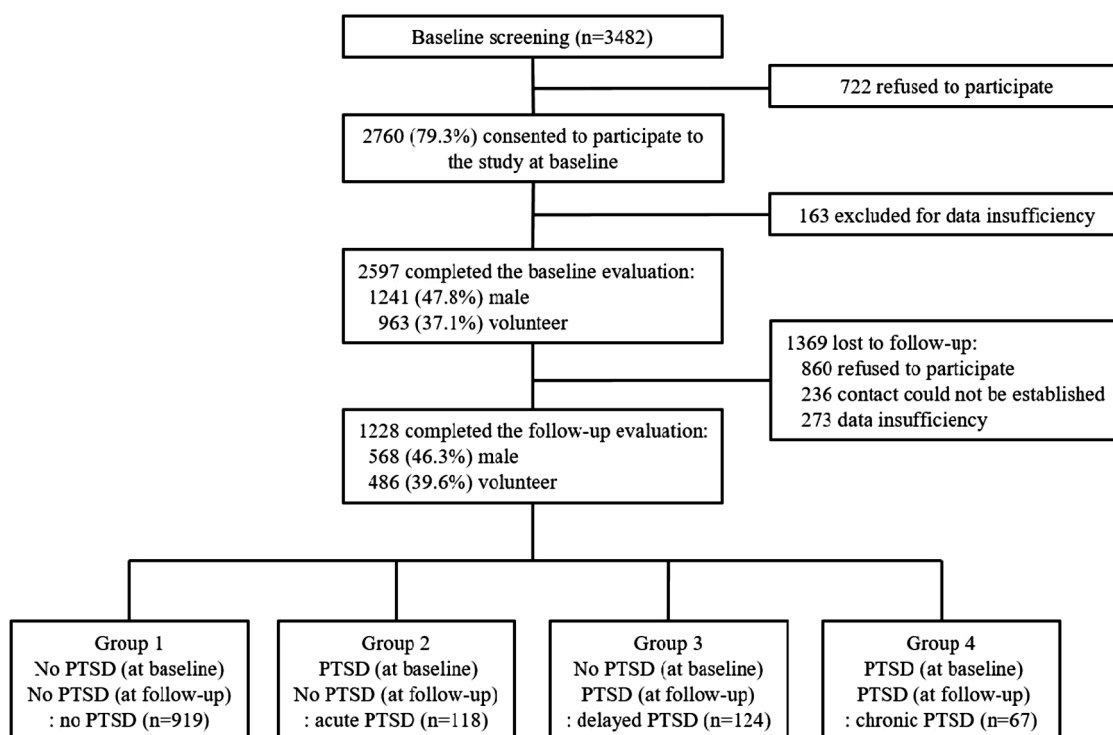 Baseline screening (n=3482)
722 refused to participate
2760 (79.3%) consented to participate to
the study at baseline
163 excluded for data insufficiency
2597 completed the baseline evaluation:
1241 (47.8%) male
963 (37.1%) volunteer
1369 lost to follow-up:
860 refused to participate
236 contact could not be established
273 data insufficiency
1228 completed the follow-up evaluation:
568 (46.3%) male
486 (39.6%) volunteer
Group 1
No PTSD (at baseline)
No PTSD (at follow-up)
: no PTSD (n=919)
Group 2
PTSD (at baseline)
No PTSD (at follow-up)
: acute PTSD (n=118)
Group 3
No PTSD (at baseline)
PTSD (at follow-up)
: delayed PTSD (n=124)
Group 4
PTSD (at baseline)
PTSD (at follow-up)
: chronic PTSD (n=67)